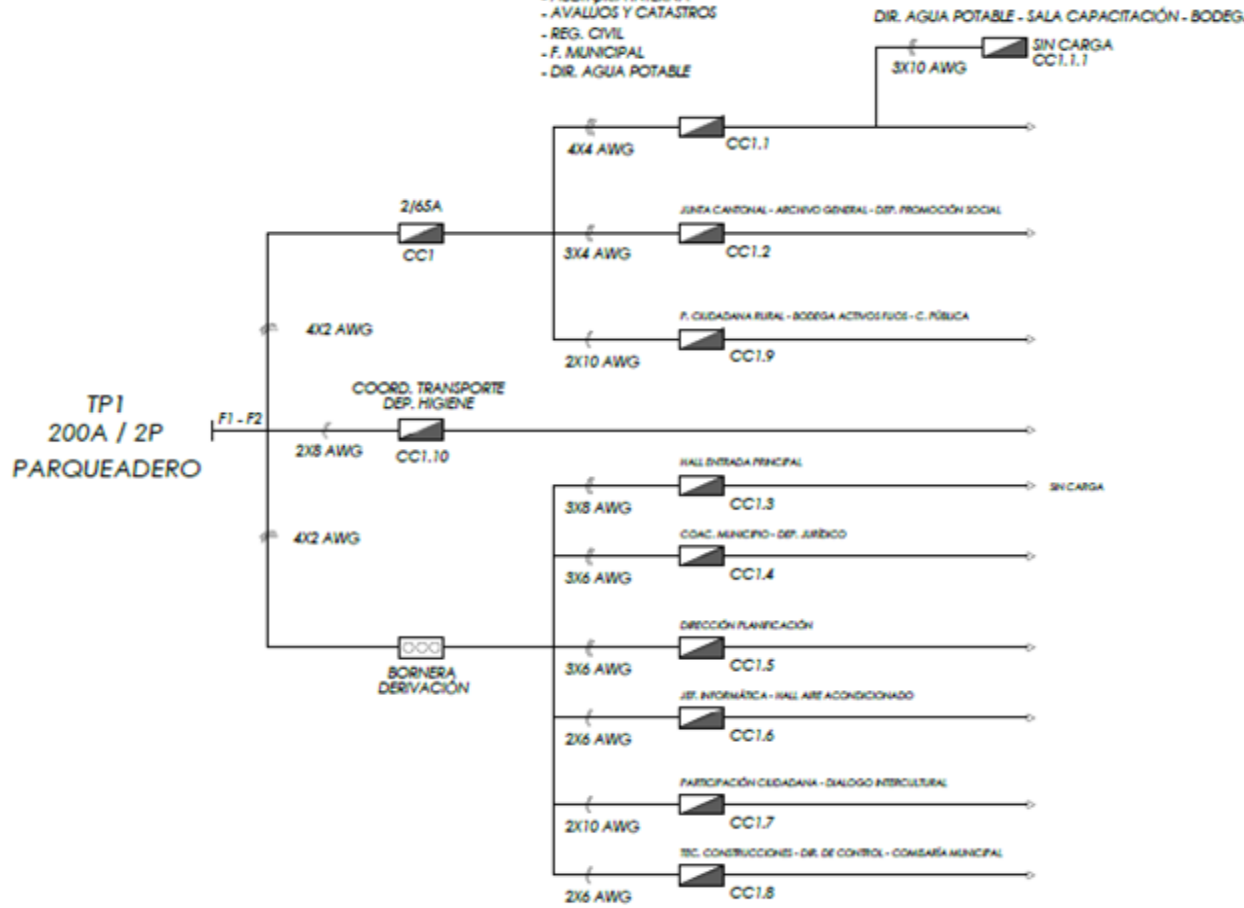 - AVALUOS Y CATASTROS
- REG. CIVIL
- F. MUNICIPAL
- DIR. AGUA POTABLE
DIR. AGUA POTABLE - SALA CAPACITACIÓN - BODEG
SIN CARGA
CC1.1.1
3X10 AWG
4X4 AWG
CC1.1
2/65A
CC1
JUNTA CANTONAL - ARCHIVO GENERAL - DEP. PROMOCIÓN SOCIAL
3X4 AWG
CC1.2
P. CIUDADANA RURAL - BODEGA ACTIVOS FIJOS - C. PÚBLICA
2X10 AWG
CC1.9
4X2 AWG
COORD. TRANSPORTE
DEP. HIGIENE
TP1
200A / 2P
PARQUEADERO
F1 - F2
2X8 AWG
CC1.10
HALL ENTRADA PRINCIPAL
3X8 AWG
CC1.3
SIN CARGA
4X2 AWG
COAC. MUNICIPIO - DEP. JURÍDICO
3X6 AWG
CC1.4
DIRECCIÓN PLANIFICACIÓN
3X6 AWG
CC1.5
BORNERA
DERIVACIÓN
JEF. INFORMÁTICA - HALL AIRE ACONDICIONADO
2X6 AWG
CC1.6
PARTICIPACIÓN CIUDADANA - DIALOGO INTERCULTURAL
2X10 AWG
CC1.7
TEC. CONSTRUCCIONES - DIR. DE CONTROL - COMISARÍA MUNICIPAL
2X6 AWG
CC1.8